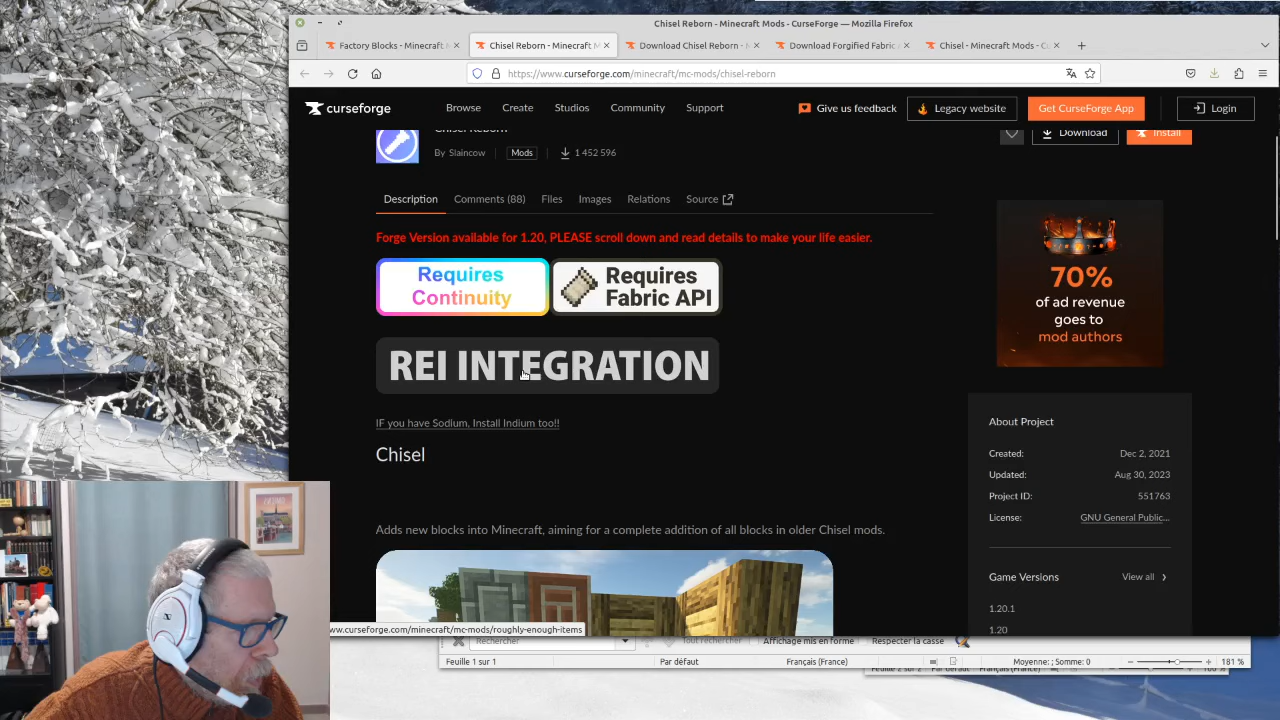 Chisel Reborn - Minecraft Mods - CurseForge — Mozilla Firefox
Factory Blocks - Minecraft
Chisel Reborn - Minecraft M
Download Chisel Reborn -
Download Forgified Fabric
Chisel - Minecraft Mods - Cu
https://www.curseforge.com/minecraft/mc-mods/chisel-reborn
curseforge
Browse
Create
Studios
Community
Support
Give us feedback
Legacy website
Get CurseForge App
Login
Chisel Reborn
Download
Install
By Slaincow
Mods
1 452 596
Description
Comments (88)
Files
Images
Relations
Source
Forge Version available for 1.20, PLEASE scroll down and read details to make your life easier.
Requires
Continuity
Requires
Fabric API
REI INTEGRATION
70%
of ad revenue
goes to
mod authors
IF you have Sodium, Install Indium too!!
Chisel
Adds new blocks into Minecraft, aiming for a complete addition of all blocks in older Chisel mods.
About Project
Created: Dec 2, 2021
Updated: Aug 30, 2023
Project ID: 551763
License: GNU General Public...
Game Versions
View all
1.20.1
1.20
www.curseforge.com/minecraft/mc-mods/roughly-enough-items
Rechercher
Tout rechercher
Affichage mis en forme
Respecter la casse
Feuille 1 sur 1
Par défaut
Français (France)
Moyenne: ; Somme: 0
181 %